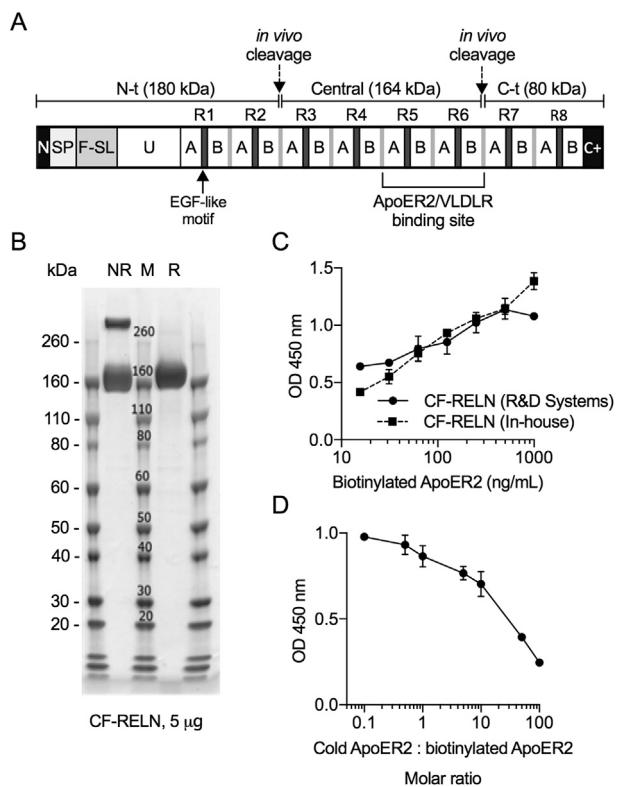 A
in vivo
cleavage
in vivo
cleavage
N-t (180 kDa)
Central (164 kDa)
C-t (80 kDa)
R1 R2 R3 R4 R5 R6 R7 R8
N SP F-SL U A B A B A B A B A B A B A B A B C+
EGF-like
motif
ApoER2/VLDLR
binding site
B
kDa NR M R
260 -
160 -
110 -
80 -
60 -
50 -
40 -
30 -
20 -
260
160
110
80
60
50
40
30
20
CF-RELN, 5 µg
C
OD 450 nm
1.5
1.0
0.5
0.0
CF-RELN (R&D Systems)
CF-RELN (In-house)
10 100 1000
Biotinylated ApoER2 (ng/mL)
D
OD 450 nm
1.0
0.5
0.0
0.1 1 10 100
Cold ApoER2 : biotinylated ApoER2
Molar ratio